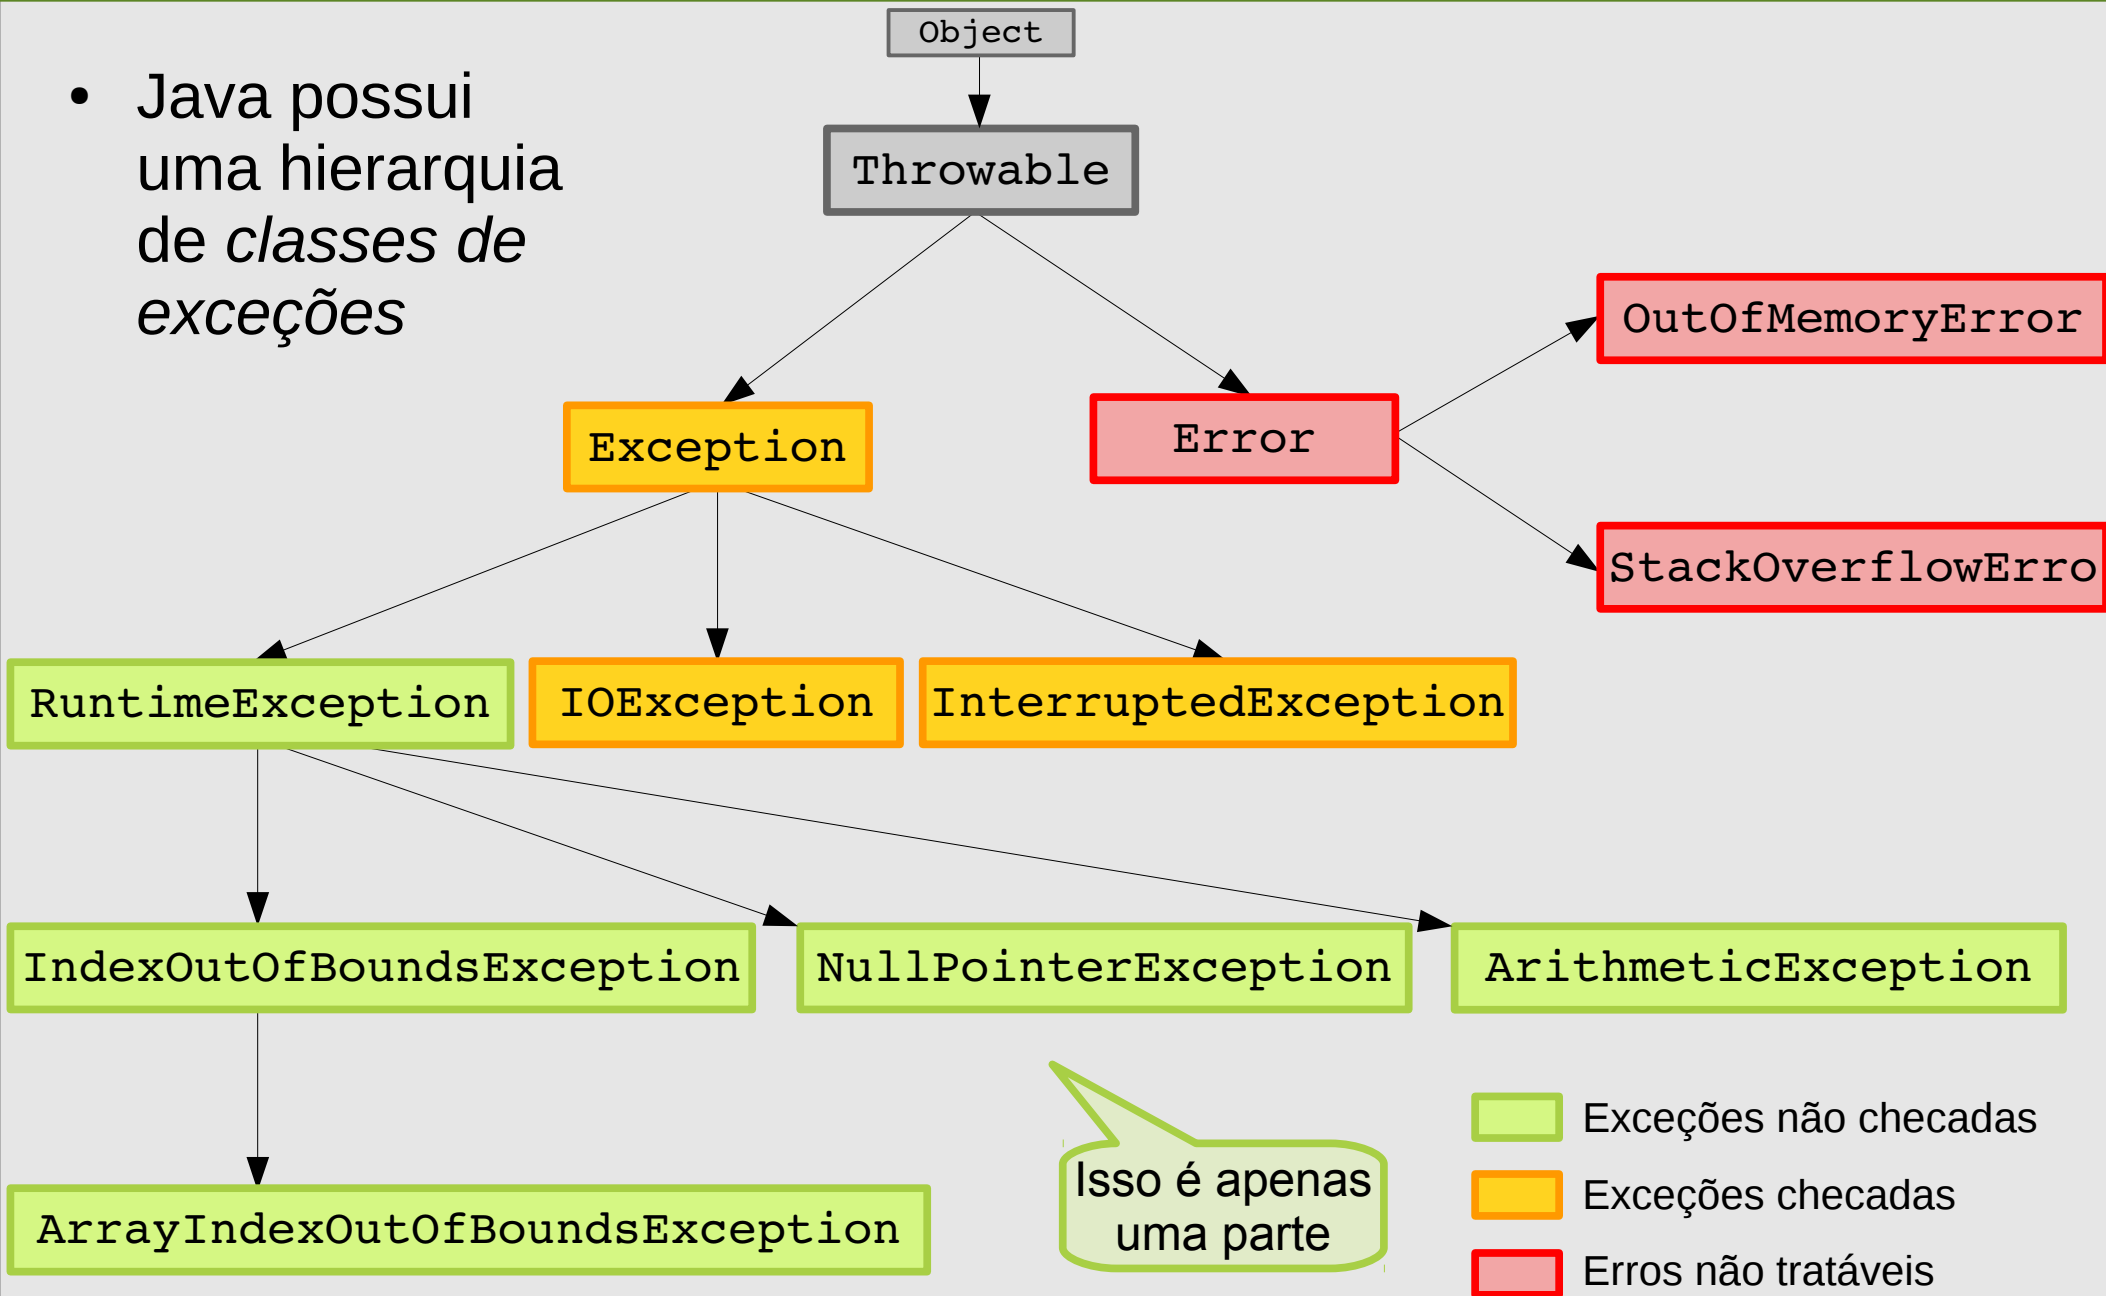 Object
• Java possui
uma hierarquia
de classes de
exceções
Throwable
OutOfMemoryError
Exception
Error
StackOverflowErro
RuntimeException
IOException
InterruptedException
IndexOutOfBoundsException
NullPointerException
ArithmeticException
Isso é apenas
uma parte
Exceções não checadas
Exceções checadas
ArrayIndexOutOfBoundsException
Erros não tratáveis